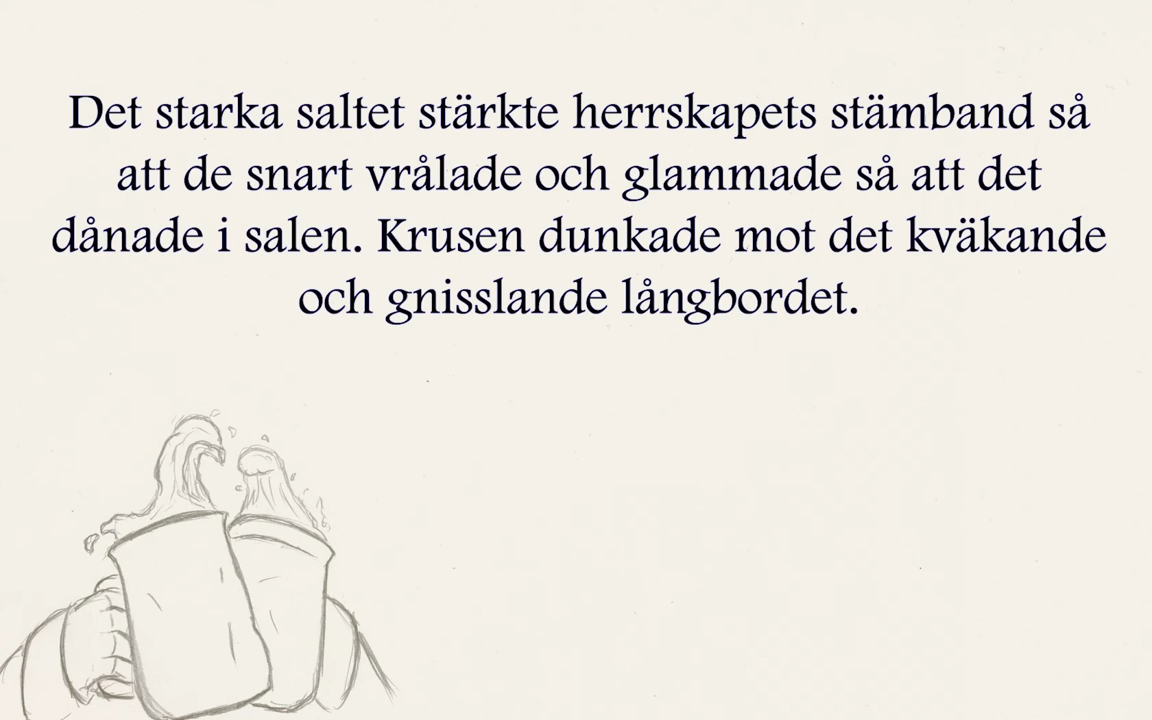 Det starka saltet stärkte herrskapets stämband så
att de snart vrålade och glammade så att det
dånade i salen. Krusen dunkade mot det kväkande
och gnisslande långbordet.